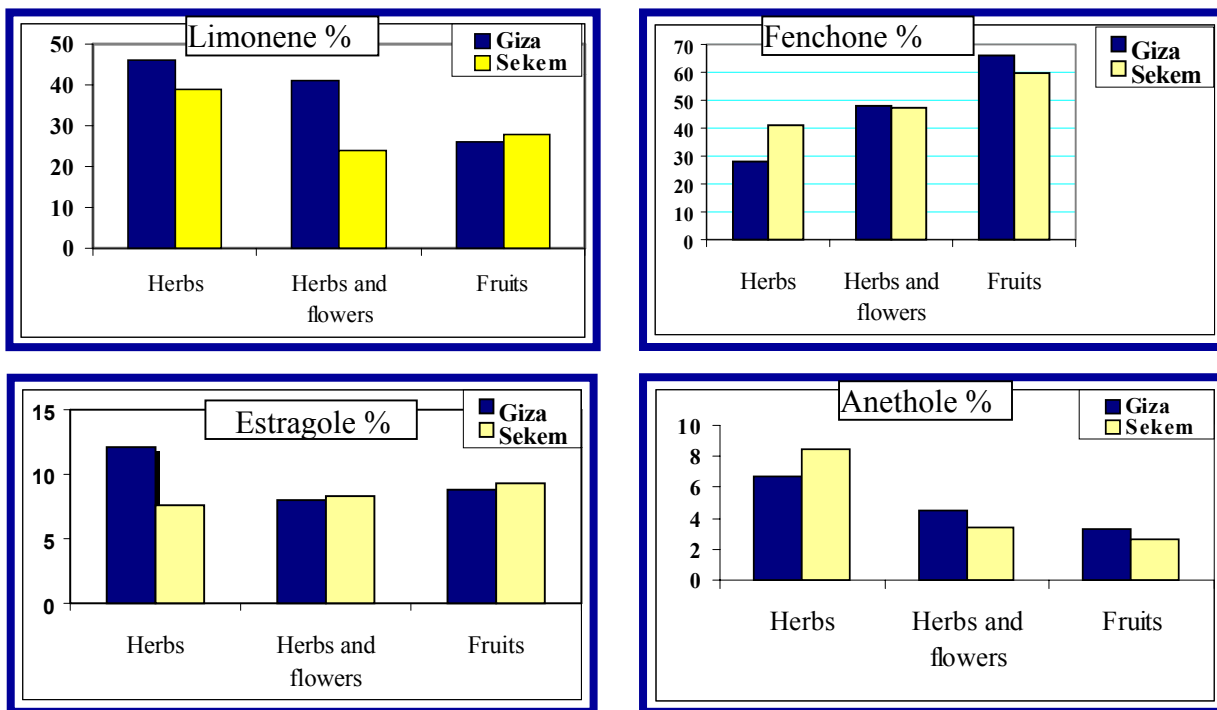 Limonene %
Giza
Sekem
50
40
30
20
10
0
Herbs
Herbs and
flowers
Fruits
Fenchone %
Giza
Sekem
70
60
50
40
30
20
10
0
Herbs
Herbs and
flowers
Fruits
Estragole %
Giza
Sekem
15
10
5
0
Herbs
Herbs and
flowers
Fruits
Anethole %
Giza
Sekem
10
8
6
4
2
0
Herbs
Herbs and
flowers
Fruits